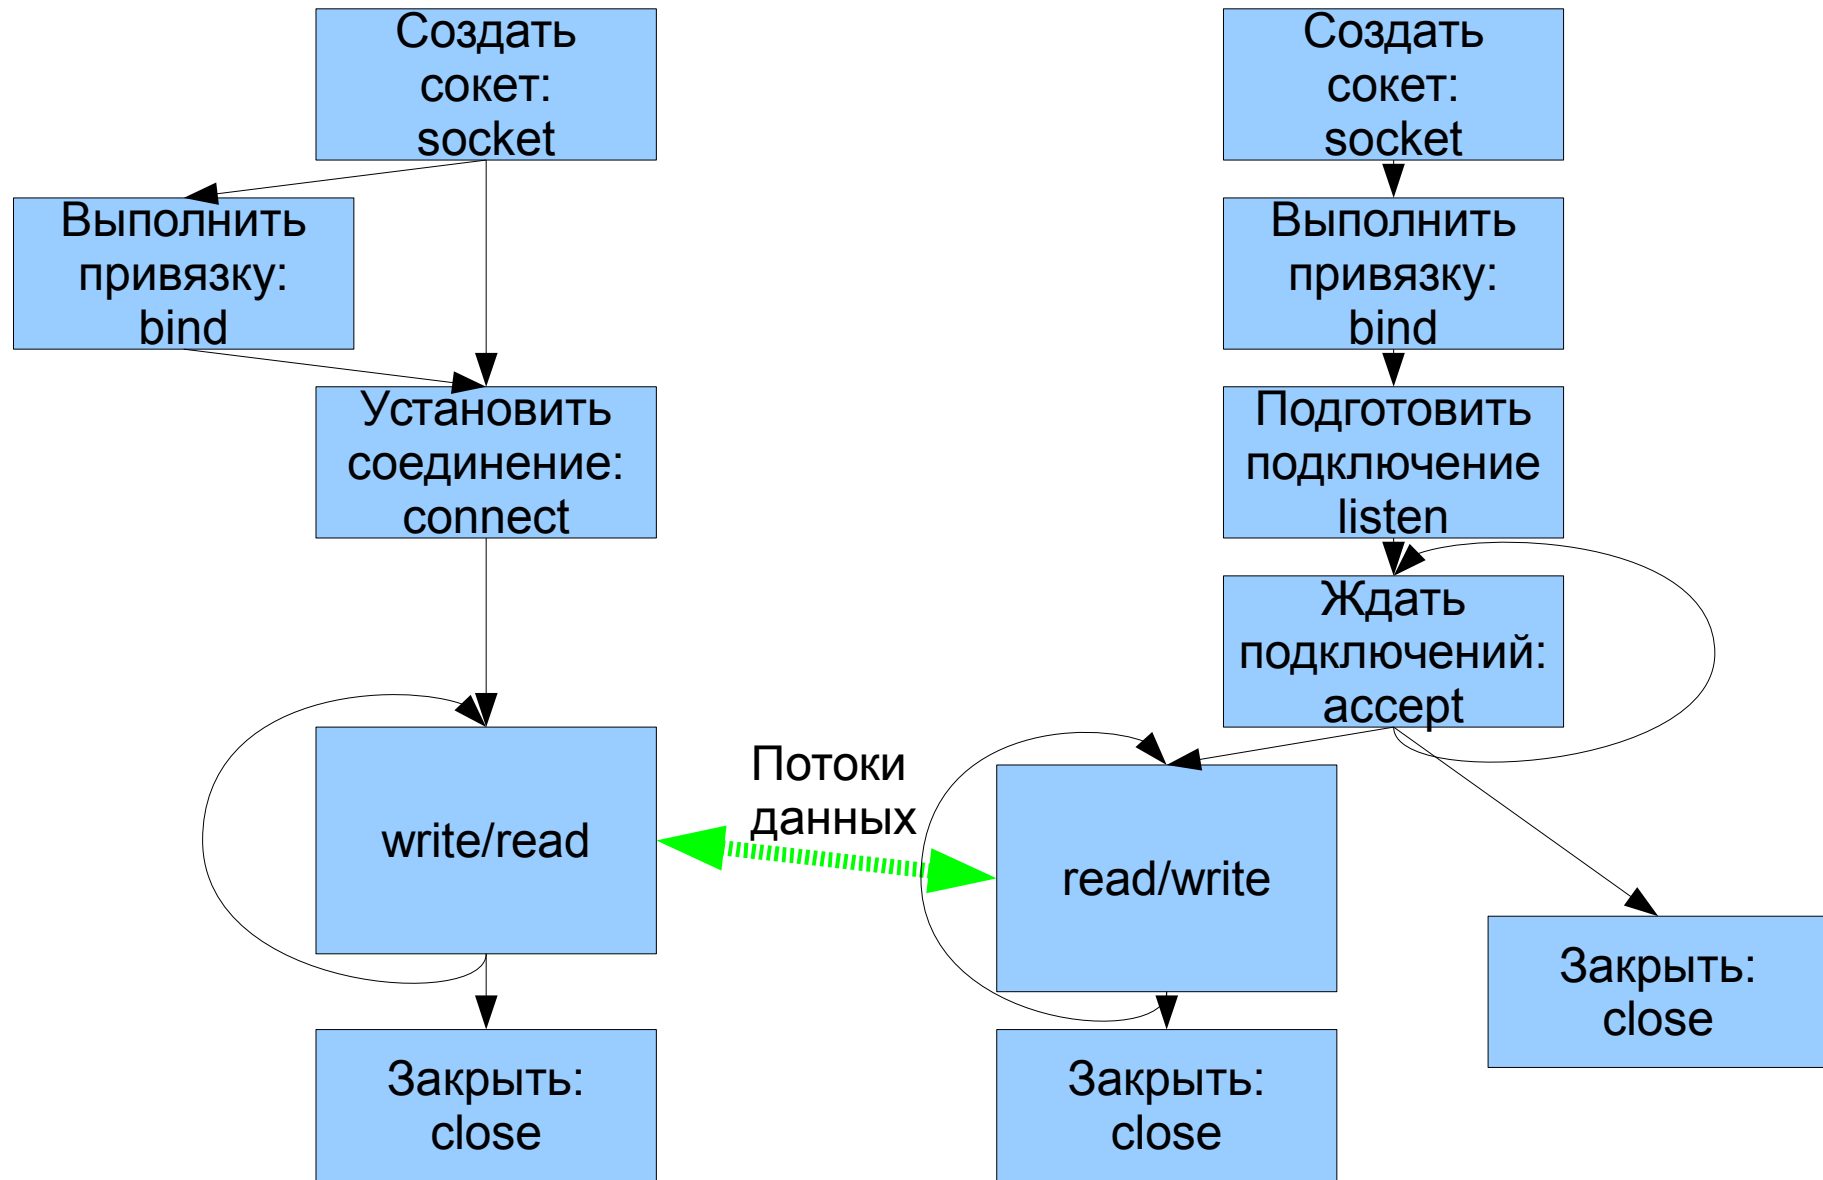 Создать
сокет:
socket
Создать
сокет:
socket
Выполнить
привязку:
bind
Выполнить
привязку:
bind
Установить
соединение:
connect
Подготовить
подключение
listen
Ждать
подключений:
accept
Потоки
данных
write/read
read/write
Закрыть:
close
Закрыть:
close
Закрыть:
close